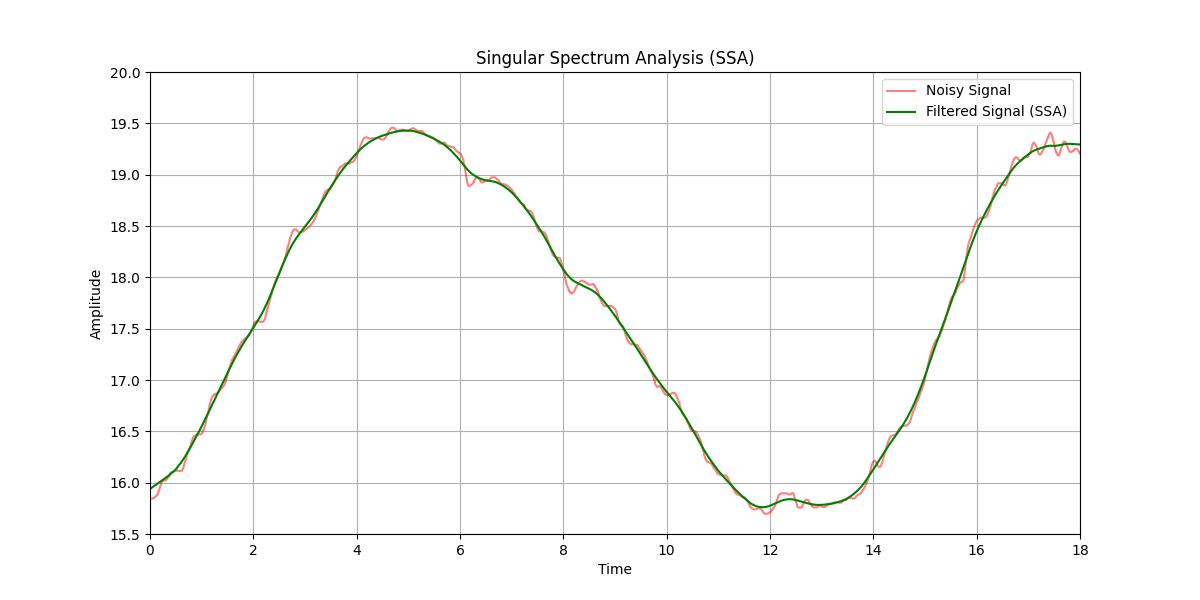 Singular Spectrum Analysis (SSA)
Noisy Signal
Filtered Signal (SSA)
Amplitude
20.0
19.5
19.0
18.5
18.0
17.5
17.0
16.5
16.0
15.5
0 2 4 6 8 10 12 14 16 18
Time